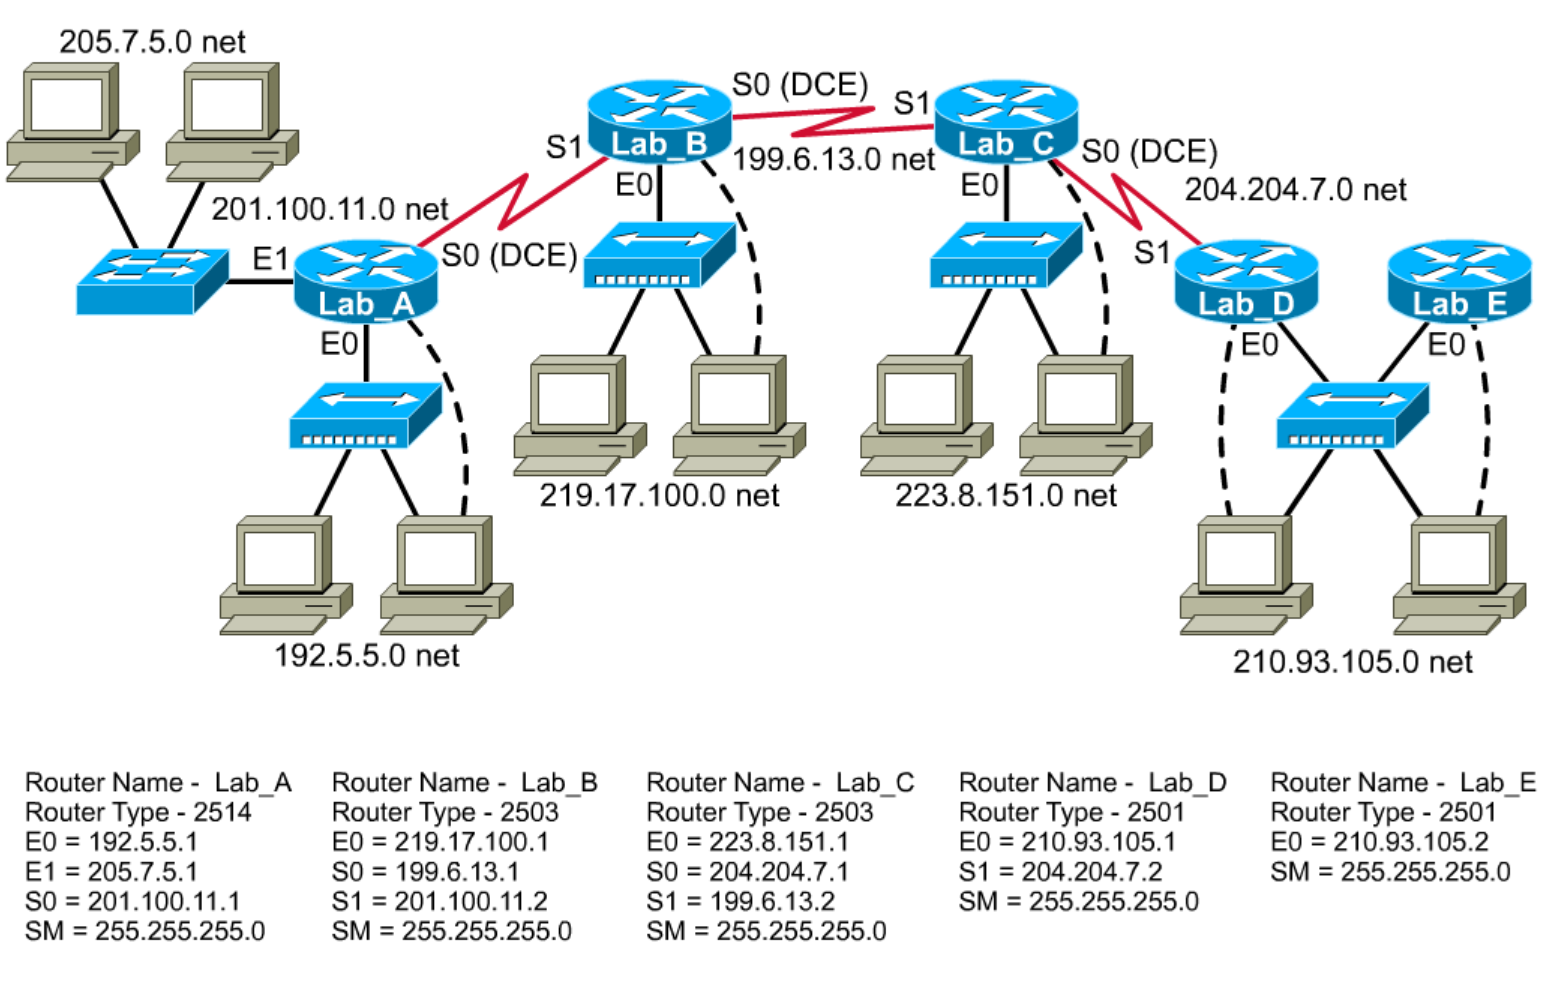 205.7.5.0 net
S0 (DCE)
S1
Lab_B
S1
Lab_C
S0 (DCE)
199.6.13.0 net
E0
E0
204.204.7.0 net
201.100.11.0 net
E1
S0 (DCE)
S1
Lab_A
Lab_D
Lab_E
E0
E0
E0
219.17.100.0 net
223.8.151.0 net
192.5.5.0 net
210.93.105.0 net
Router Name - Lab_A
Router Type - 2514
E0 = 192.5.5.1
E1 = 205.7.5.1
S0 = 201.100.11.1
SM = 255.255.255.0
Router Name - Lab_B
Router Type - 2503
E0 = 219.17.100.1
S0 = 199.6.13.1
S1 = 201.100.11.2
SM = 255.255.255.0
Router Name - Lab_C
Router Type - 2503
E0 = 223.8.151.1
S0 = 204.204.7.1
S1 = 199.6.13.2
SM = 255.255.255.0
Router Name - Lab_D
Router Type - 2501
E0 = 210.93.105.1
S1 = 204.204.7.2
SM = 255.255.255.0
Router Name - Lab_E
Router Type - 2501
E0 = 210.93.105.2
SM = 255.255.255.0